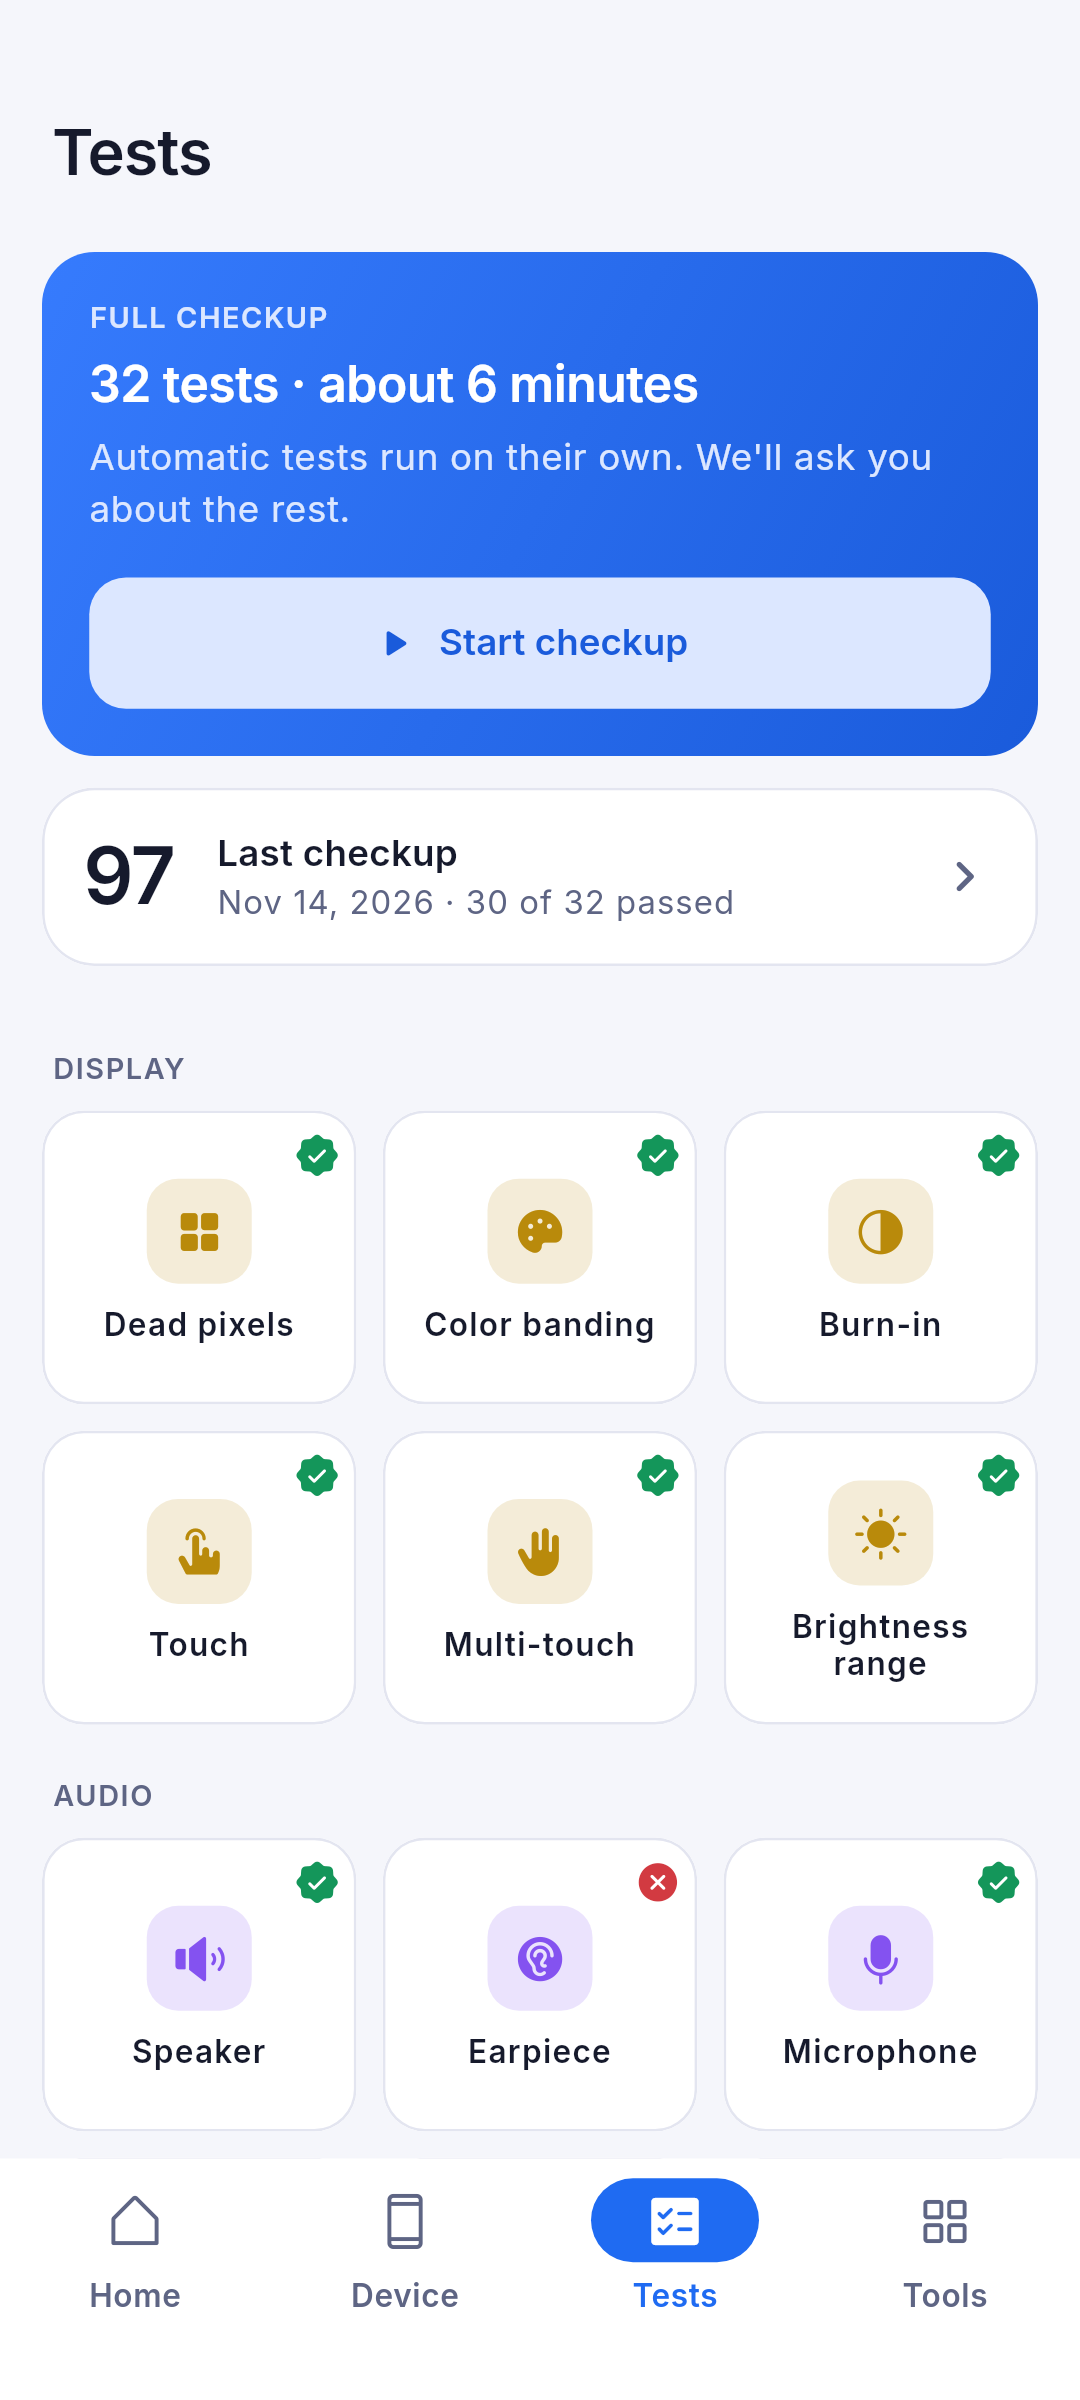 Tests
FULL CHECKUP
32 tests · about 6 minutes
Automatic tests run on their own. We'll ask you
about the rest.
Start checkup
97
Last checkup
Nov 14, 2026 · 30 of 32 passed
DISPLAY
Dead pixels
Color banding
Burn-in
Touch
Multi-touch
Brightness
range
AUDIO
Speaker
Earpiece
Microphone
Home
Device
Tests
Tools